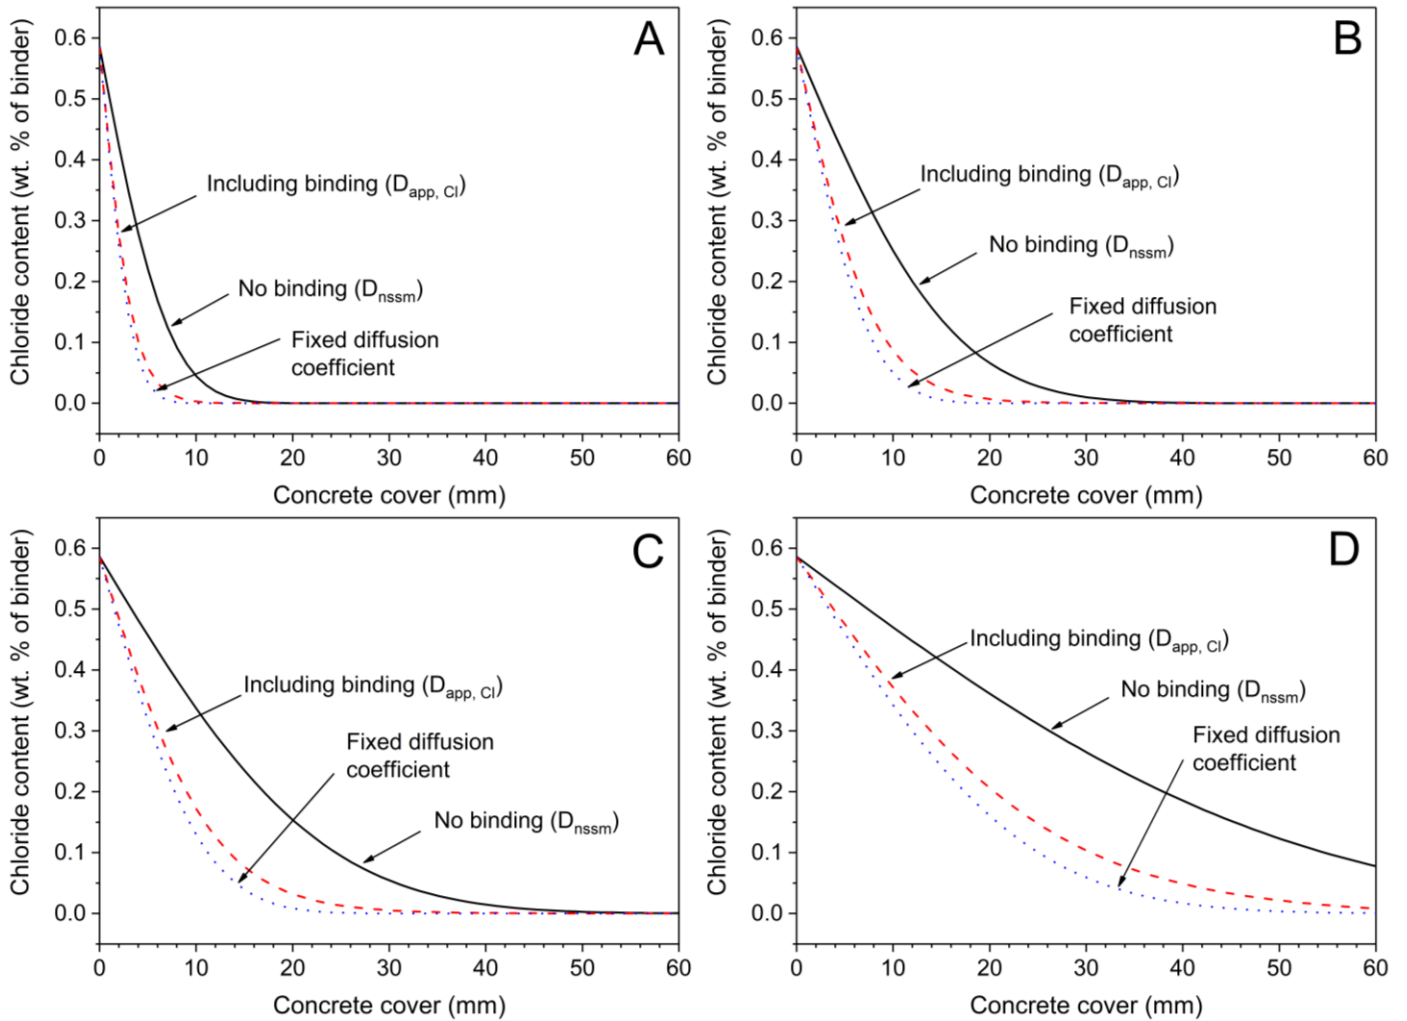 A
Chloride content (wt. % of binder)
0.6
0.5
0.4
0.3
0.2
0.1
0.0
Including binding (Dapp, Cl)
No binding (Dnssm)
Fixed diffusion
coefficient
0 10 20 30 40 50 60
Concrete cover (mm)
B
Chloride content (wt. % of binder)
0.6
0.5
0.4
0.3
0.2
0.1
0.0
Including binding (Dapp, Cl)
No binding (Dnssm)
Fixed diffusion
coefficient
0 10 20 30 40 50 60
Concrete cover (mm)
C
Chloride content (wt. % of binder)
0.6
0.5
0.4
0.3
0.2
0.1
0.0
Including binding (Dapp, Cl)
Fixed diffusion
coefficient
No binding (Dnssm)
0 10 20 30 40 50 60
Concrete cover (mm)
D
Chloride content (wt. % of binder)
0.6
0.5
0.4
0.3
0.2
0.1
0.0
Including binding (Dapp, Cl)
No binding (Dnssm)
Fixed diffusion
coefficient
0 10 20 30 40 50 60
Concrete cover (mm)